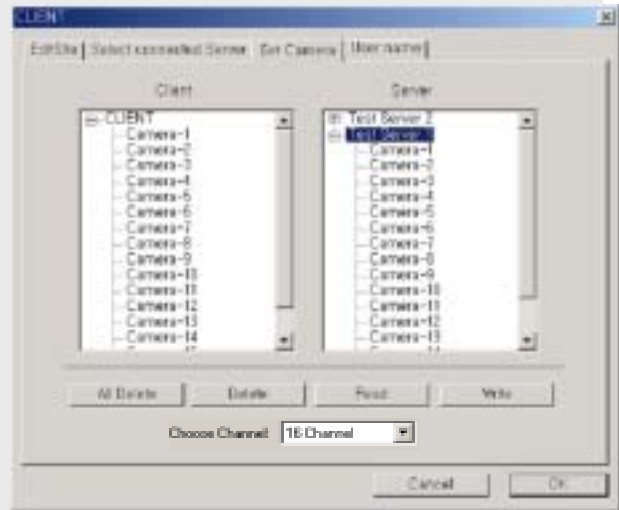 CLIENT
Edit Site Select connected Server Set Camera User name
Client
CLIENT
Camera-1
Camera-2
Camera-3
Camera-4
Camera-5
Camera-6
Camera-7
Camera-8
Camera-9
Camera-10
Camera-11
Camera-12
Camera-13
Camera-14
Server
Test Server 2
Test Server
Camera-1
Camera-2
Camera-3
Camera-4
Camera-5
Camera-6
Camera-7
Camera-8
Camera-9
Camera-10
Camera-11
Camera-12
Camera-13
All Delete Delete Read Write
Choose Channel: 16 Channel
Cancel OK